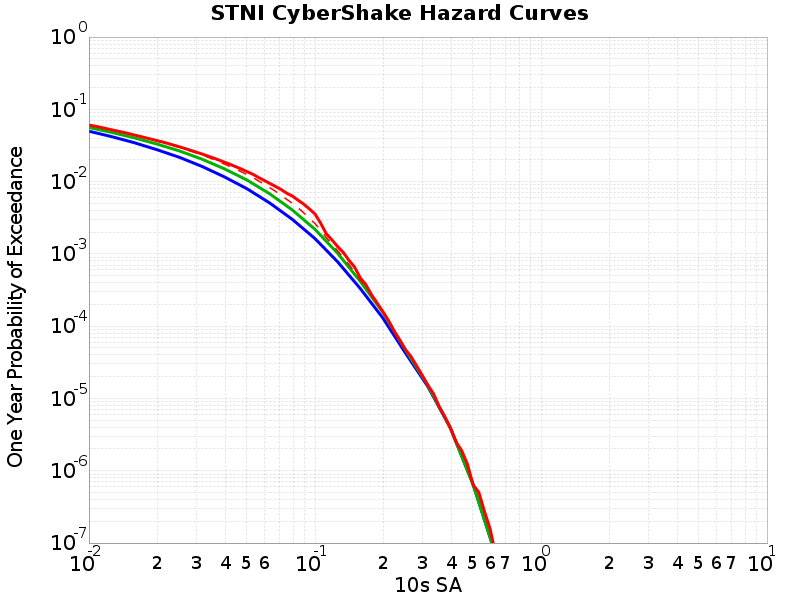 STNI CyberShake Hazard Curves
10^0
10^-1
10^-2
10^-3
10^-4
10^-5
10^-6
10^-7
One Year Probability of Exceedance
10^-2 2 3 4 5 6 10^-1 2 3 4 5 6 7 10^0 2 3 4 5 6 7 10^1
10s SA